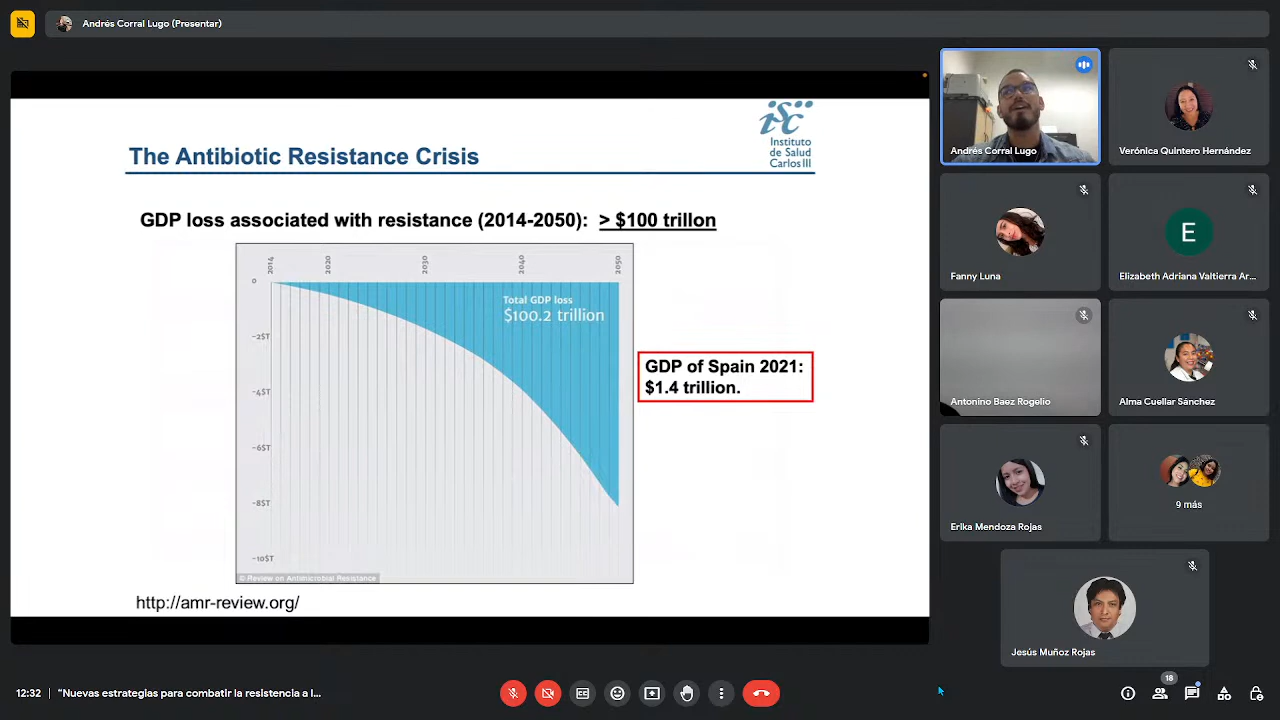 Andrés Corral Lugo (Presentar)
isc
Instituto
de Salud
Carlos III
The Antibiotic Resistance Crisis
GDP loss associated with resistance (2014-2050): > $100 trillon
2014
2020
2030
2040
2050
0
-2$T
-4$T
-6$T
-8$T
-10$T
Total GDP loss
$100.2 trillion
© Review on Antimicrobial Resistance
GDP of Spain 2021:
$1.4 trillion.
http://amr-review.org/
Andrés Corral Lugo
Verónica Quintero Hernández
Fanny Luna
E
Elizabeth Adriana Valtierra Ar...
Antonino Baez Rogelio
Alma Cuellar Sánchez
Erika Mendoza Rojas
9 más
Jesús Muñoz Rojas
12:32
"Nuevas estrategias para combatir la resistencia a l...
18